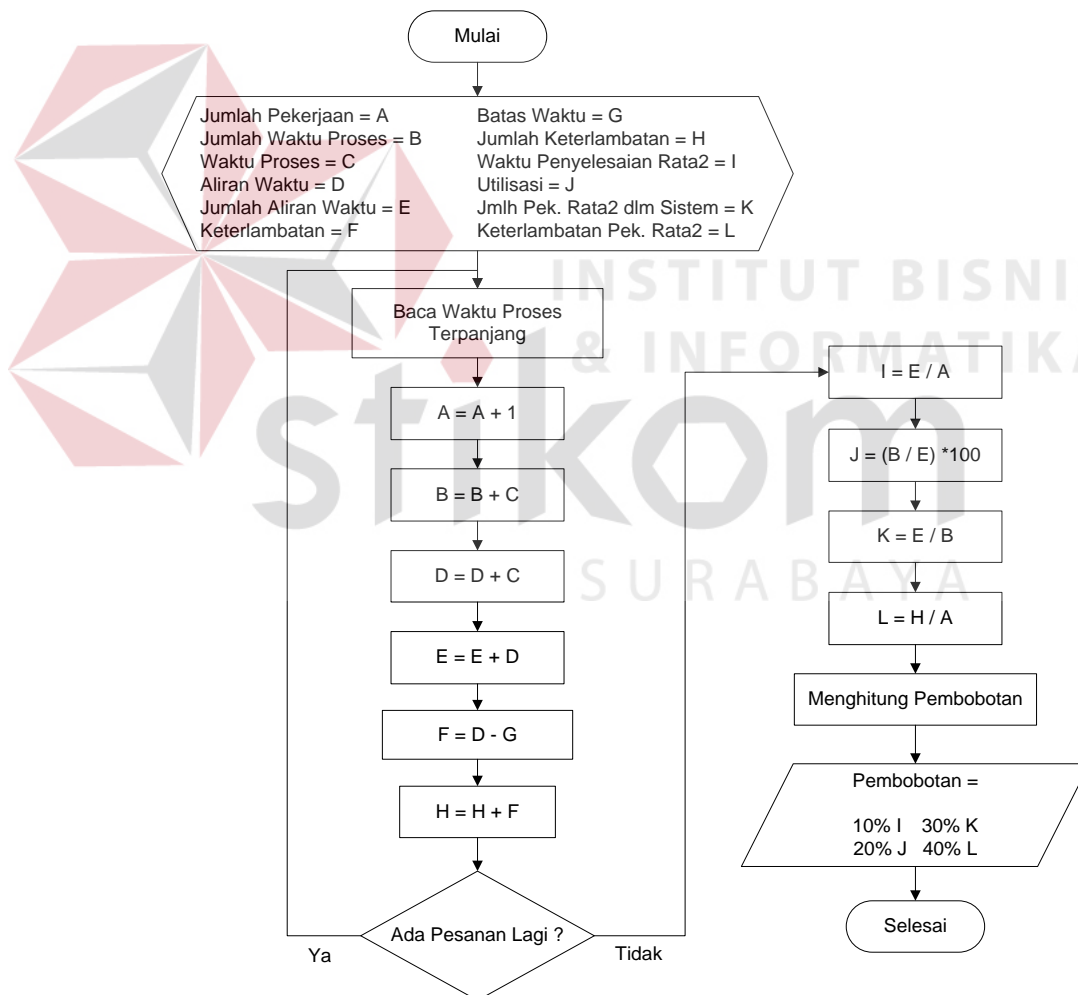 Mulai
Jumlah Pekerjaan = A
Jumlah Waktu Proses = B
Waktu Proses = C
Aliran Waktu = D
Jumlah Aliran Waktu = E
Keterlambatan = F
Batas Waktu = G
Jumlah Keterlambatan = H
Waktu Penyelesaian Rata2 = I
Utilisasi = J
Jmlh Pek. Rata2 dlm Sistem = K
Keterlambatan Pek. Rata2 = L
Baca Waktu Proses
Terpanjang
A = A + 1
B = B + C
D = D + C
E = E + D
F = D - G
H = H + F
Ada Pesanan Lagi ?
Ya
Tidak
I = E / A
J = (B / E) *100
K = E / B
L = H / A
Menghitung Pembobotan
Pembobotan =
10% I 30% K
20% J 40% L
Selesai
INSTITUT BISNI
& INFORMATIKA
stikom
SURABAYA